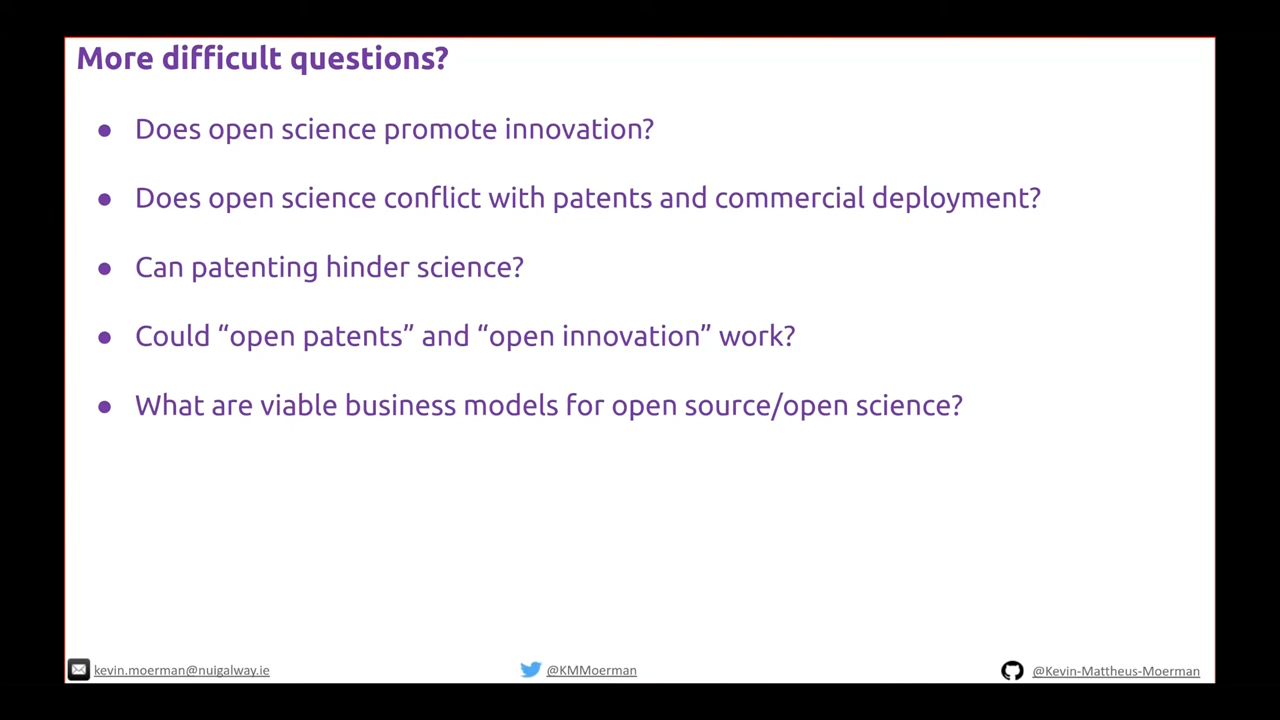 More difficult questions?
● Does open science promote innovation?
● Does open science conflict with patents and commercial deployment?
● Can patenting hinder science?
● Could “open patents” and “open innovation” work?
● What are viable business models for open source/open science?
kevin.moerman@nuigalway.ie @KMMoerman @Kevin-Mattheus-Moerman